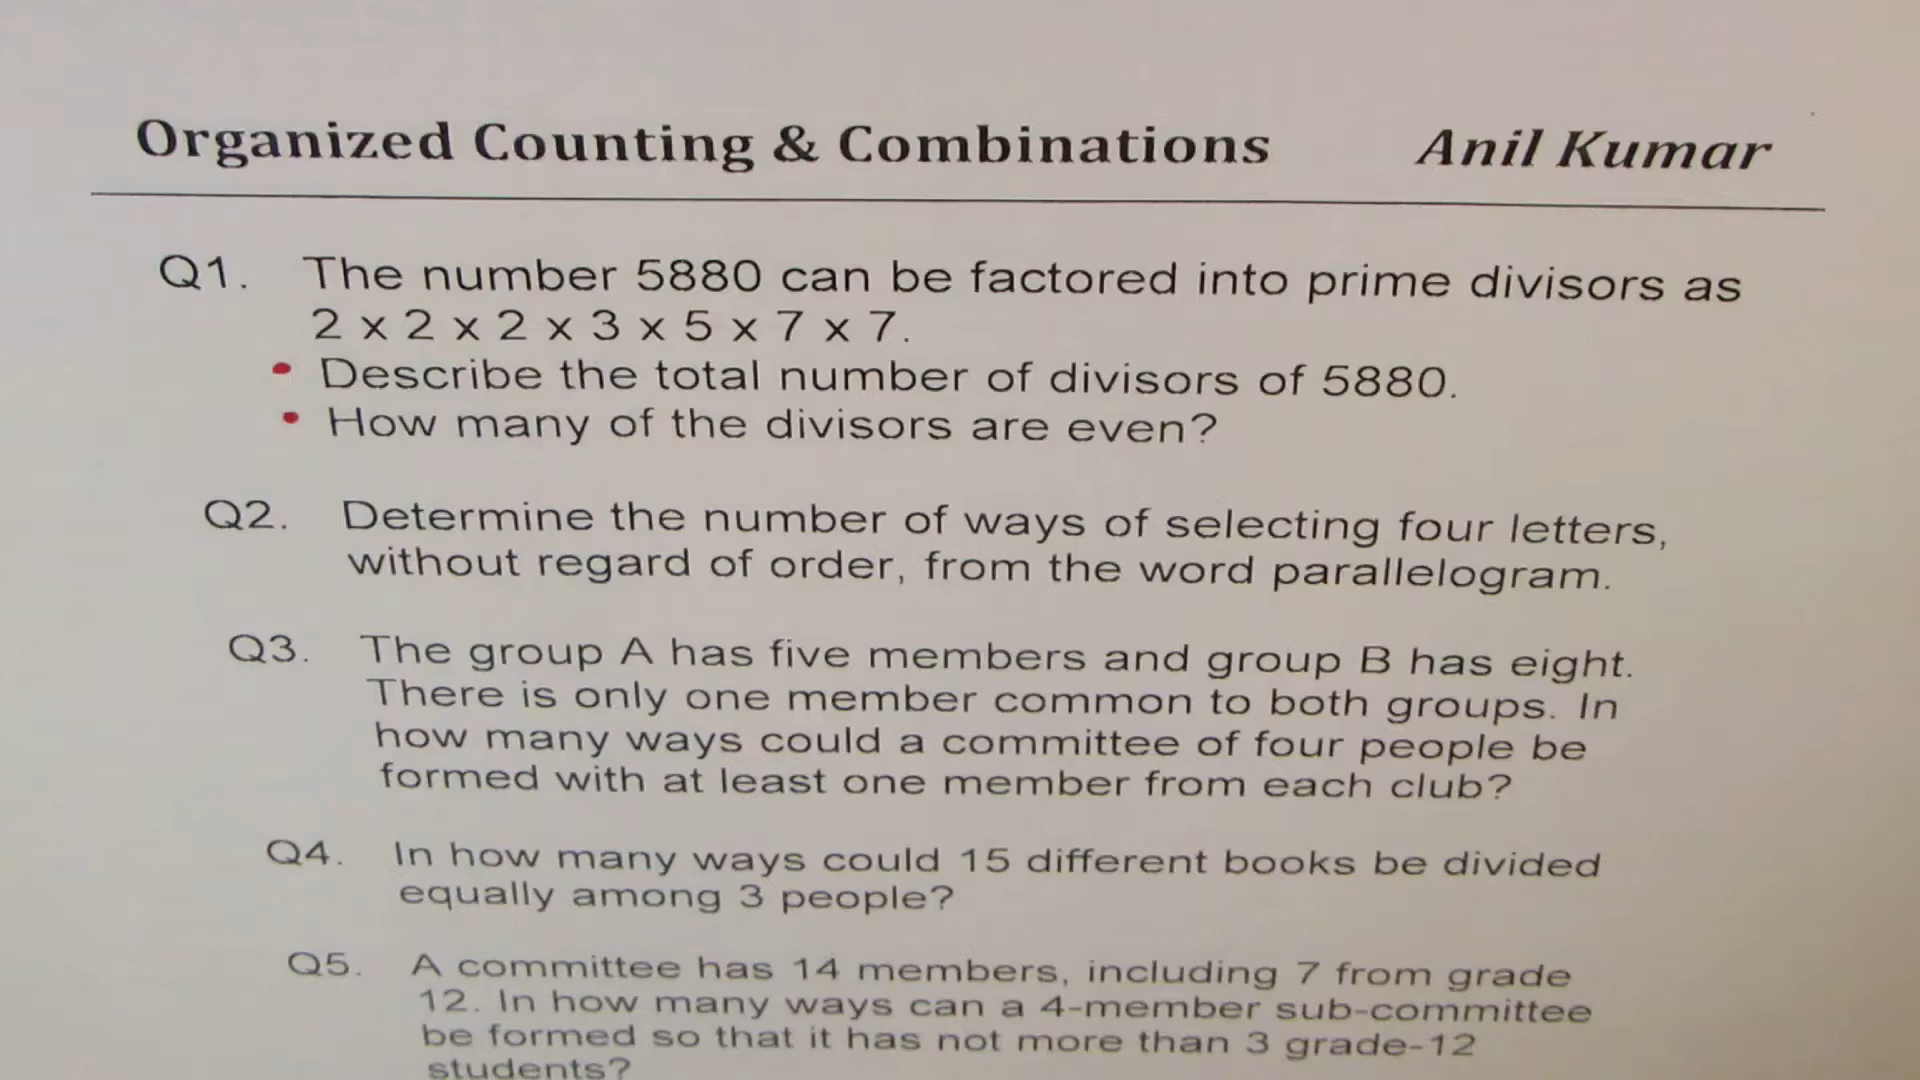 Organized Counting & Combinations Anil Kumar
Q1. The number 5880 can be factored into prime divisors as
2 x 2 x 2 x 3 x 5 x 7 x 7.
• Describe the total number of divisors of 5880.
• How many of the divisors are even?
Q2. Determine the number of ways of selecting four letters,
without regard of order, from the word parallelogram.
Q3. The group A has five members and group B has eight.
There is only one member common to both groups. In
how many ways could a committee of four people be
formed with at least one member from each club?
Q4. In how many ways could 15 different books be divided
equally among 3 people?
Q5. A committee has 14 members, including 7 from grade
12. In how many ways can a 4-member sub-committee
be formed so that it has not more than 3 grade-12
students?